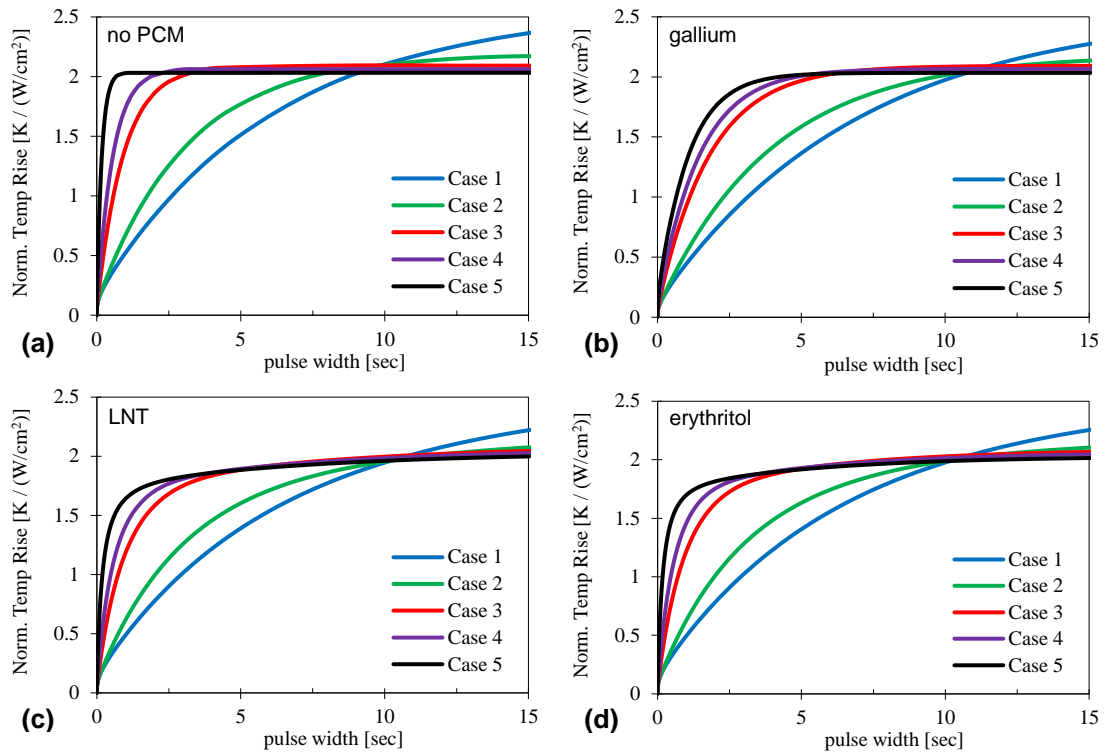 no PCM
Norm. Temp Rise [K / (W/cm²)]
2.5
2
1.5
1
0.5
0
Case 1
Case 2
Case 3
Case 4
Case 5
0 5 10 15
pulse width [sec]
(a)
gallium
Norm. Temp Rise [K / (W/cm²)]
2.5
2
1.5
1
0.5
0
Case 1
Case 2
Case 3
Case 4
Case 5
0 5 10 15
pulse width [sec]
(b)
LNT
Norm. Temp Rise [K / (W/cm²)]
2.5
2
1.5
1
0.5
0
Case 1
Case 2
Case 3
Case 4
Case 5
0 5 10 15
pulse width [sec]
(c)
erythritol
Norm. Temp Rise [K / (W/cm²)]
2.5
2
1.5
1
0.5
0
Case 1
Case 2
Case 3
Case 4
Case 5
0 5 10 15
pulse width [sec]
(d)